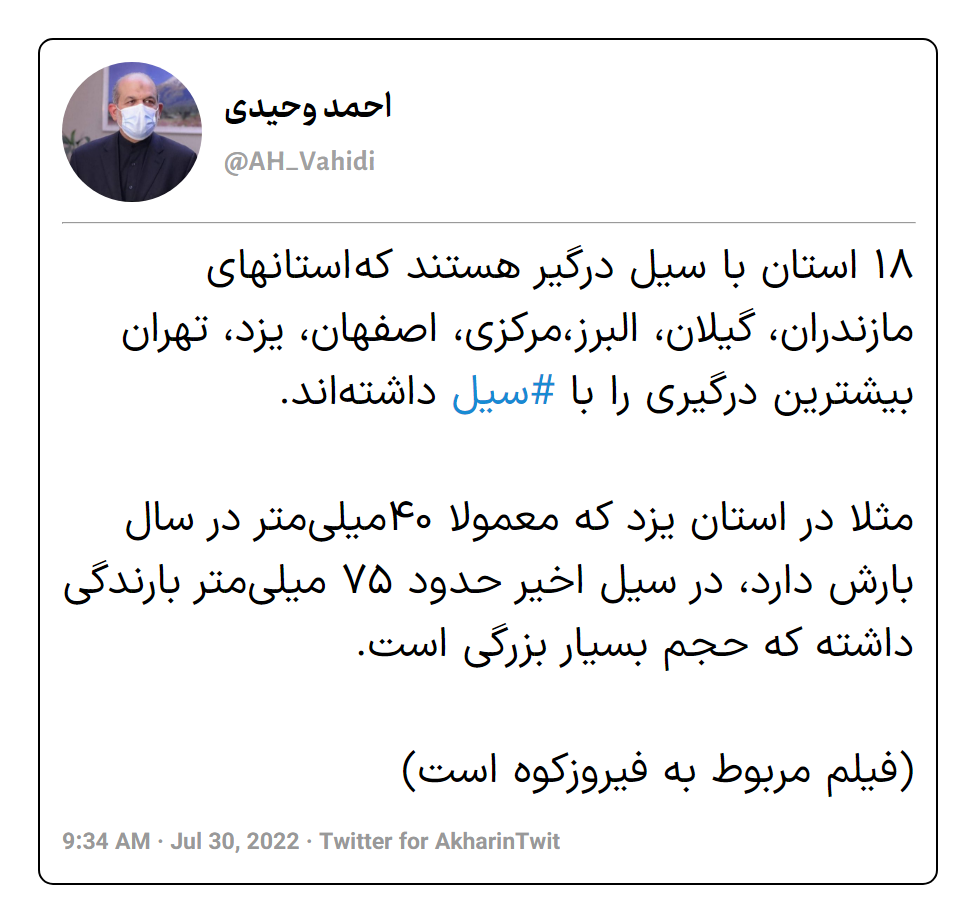 احمد وحیدی
@AH_Vahidi
۱۸ استان با سیل درگیر هستند که‌استانهای
مازندران، گیلان، البرز،مرکزی، اصفهان، یزد، تهران
بیشترین درگیری را با #سیل داشته‌اند.
مثلا در استان یزد که معمولا ۴۰میلی‌متر در سال
بارش دارد، در سیل اخیر حدود ۷۵ میلی‌متر بارندگی
داشته که حجم بسیار بزرگی است.
(فیلم مربوط به فیروزکوه است)
9:34 AM · Jul 30, 2022 · Twitter for AkharinTwit